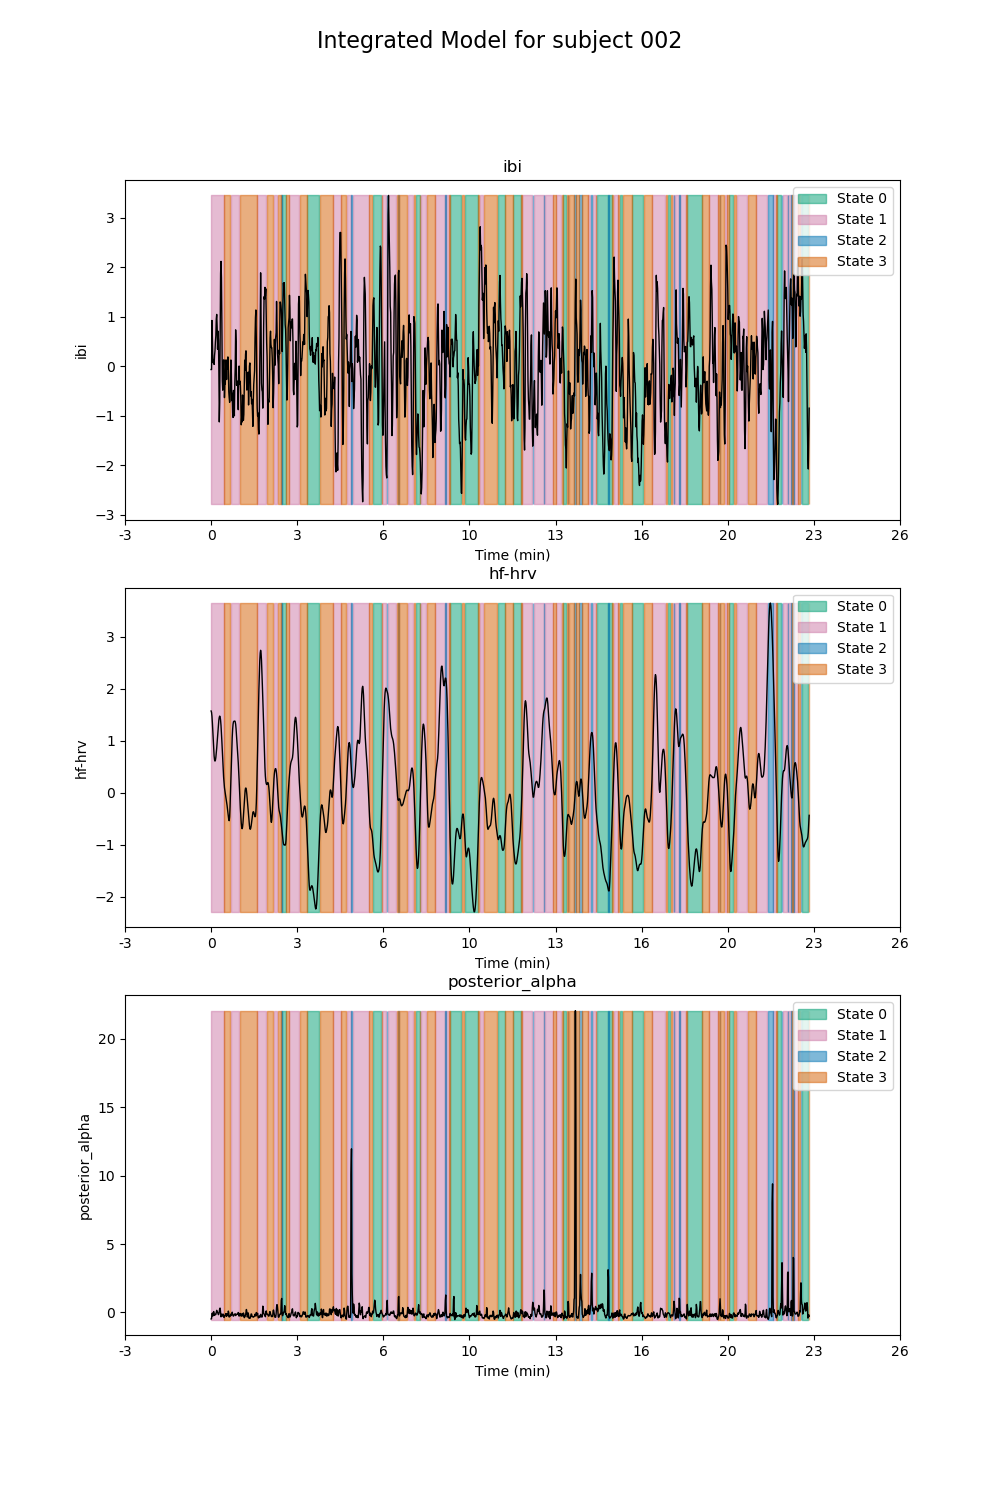 Integrated Model for subject 002
ibi
State 0
State 1
State 2
State 3
ibi
3
2
1
0
−1
−2
−3
-3 0 3 6 10 13 16 20 23 26
Time (min)
hf-hrv
State 0
State 1
State 2
State 3
hf-hrv
3
2
1
0
−1
−2
-3 0 3 6 10 13 16 20 23 26
Time (min)
posterior_alpha
State 0
State 1
State 2
State 3
posterior_alpha
20
15
10
5
0
-3 0 3 6 10 13 16 20 23 26
Time (min)